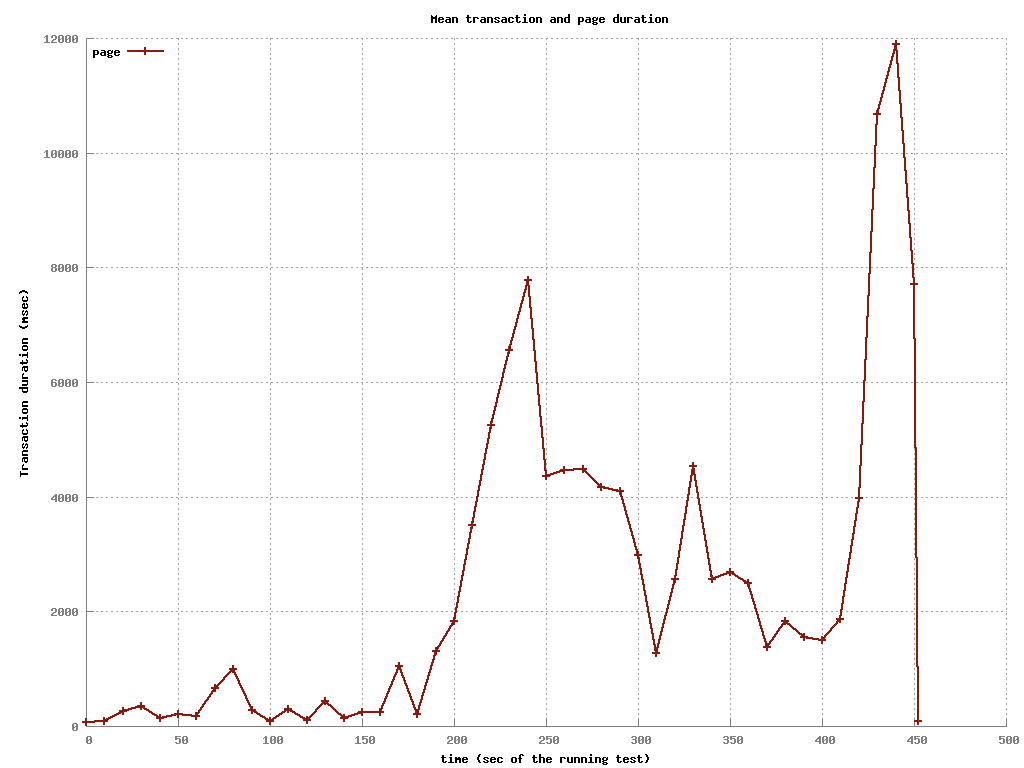 Mean transaction and page duration
12000
page
10000
8000
6000
4000
2000
0
Transaction duration (msec)
0 50 100 150 200 250 300 350 400 450 500
time (sec of the running test)